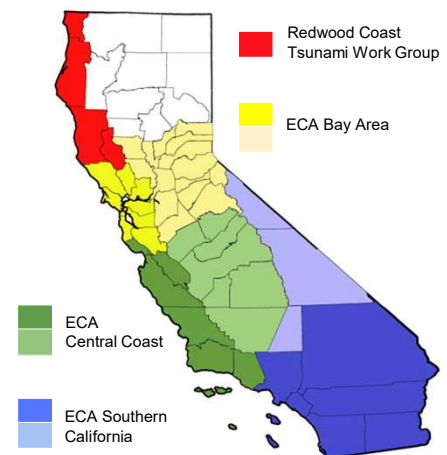 Redwood Coast
Tsunami Work Group
ECA Bay Area
ECA
Central Coast
ECA Southern
California